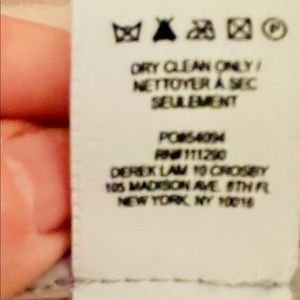 DRY CLEAN ONLY/
NETTOYER À SEC
SEULEMENT
PO#54094
RN#111290
DEREK LAM 10 CROSBY
105 MADISON AVE. 8TH FL
NEW YORK, NY 10016